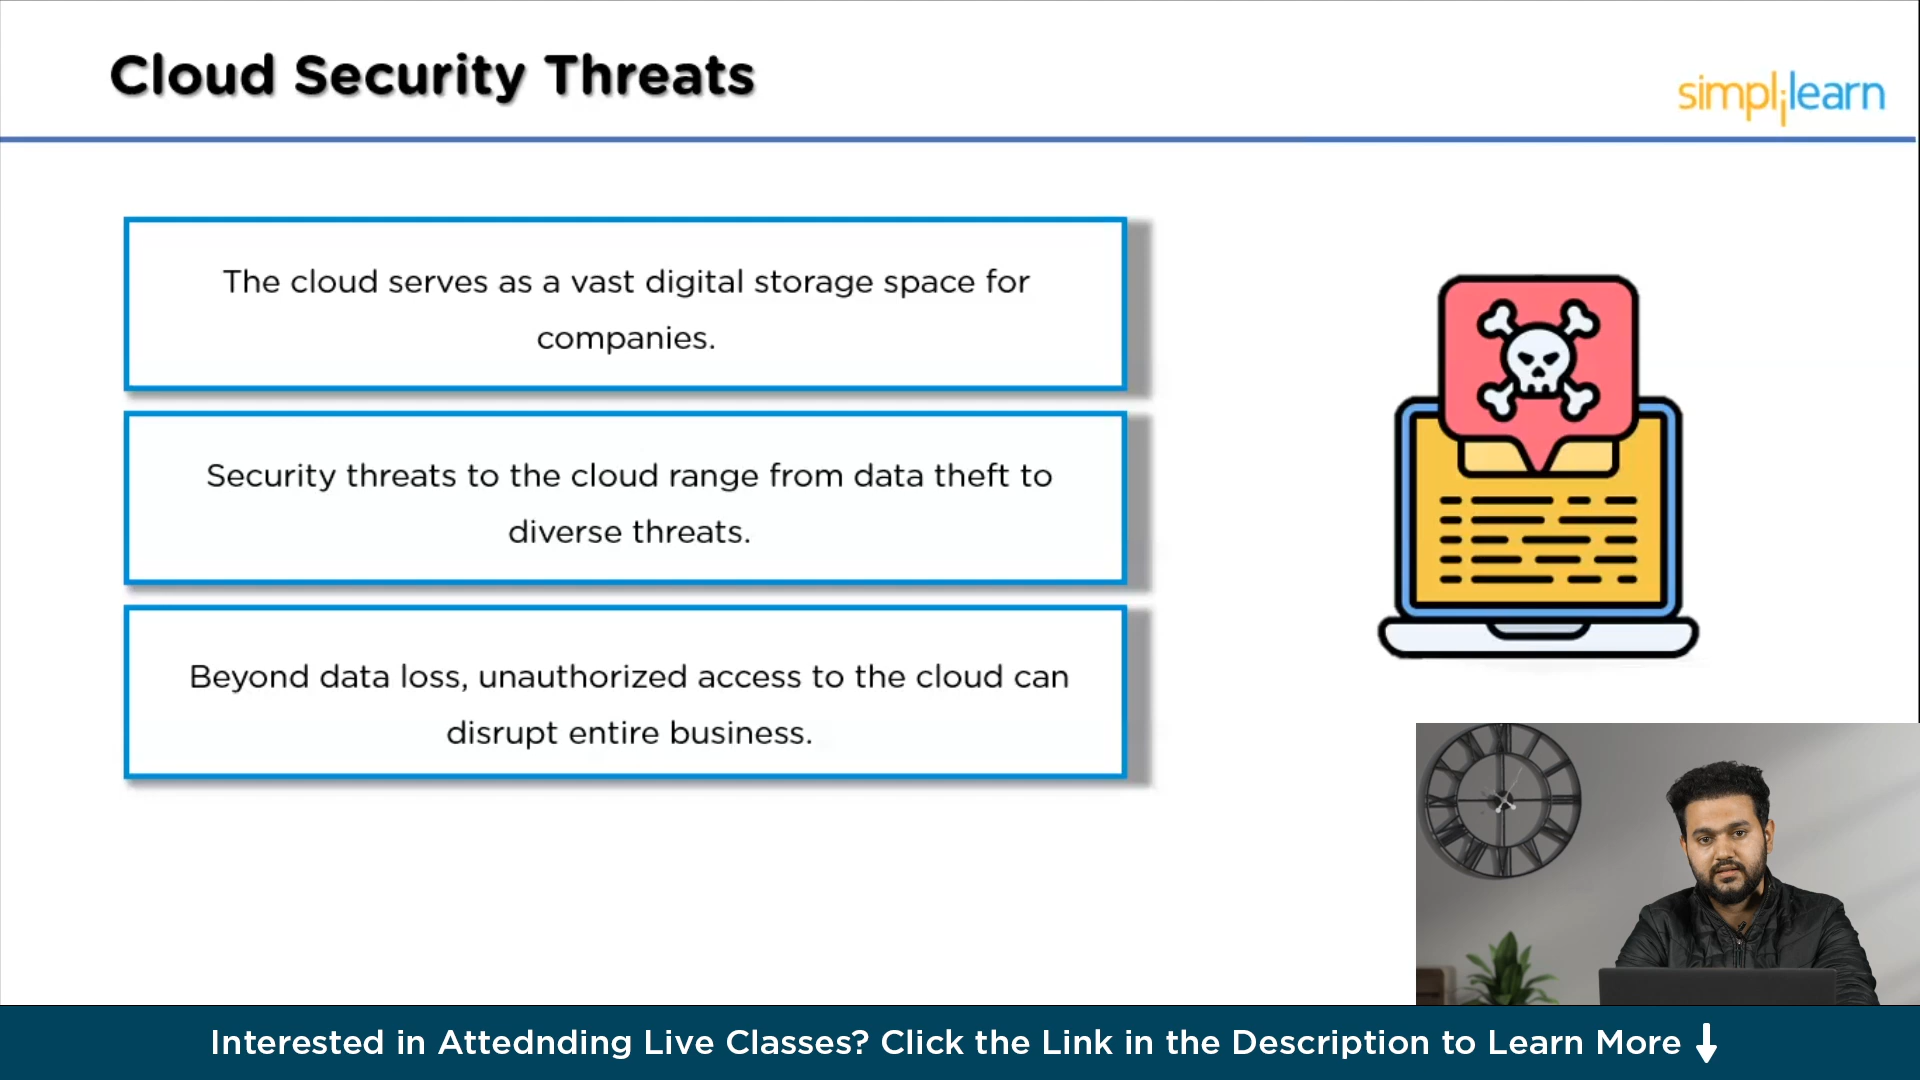 Cloud Security Threats
simplilearn
The cloud serves as a vast digital storage space for
companies.
Security threats to the cloud range from data theft to
diverse threats.
Beyond data loss, unauthorized access to the cloud can
disrupt entire business.
Interested in Attednding Live Classes? Click the Link in the Description to Learn More